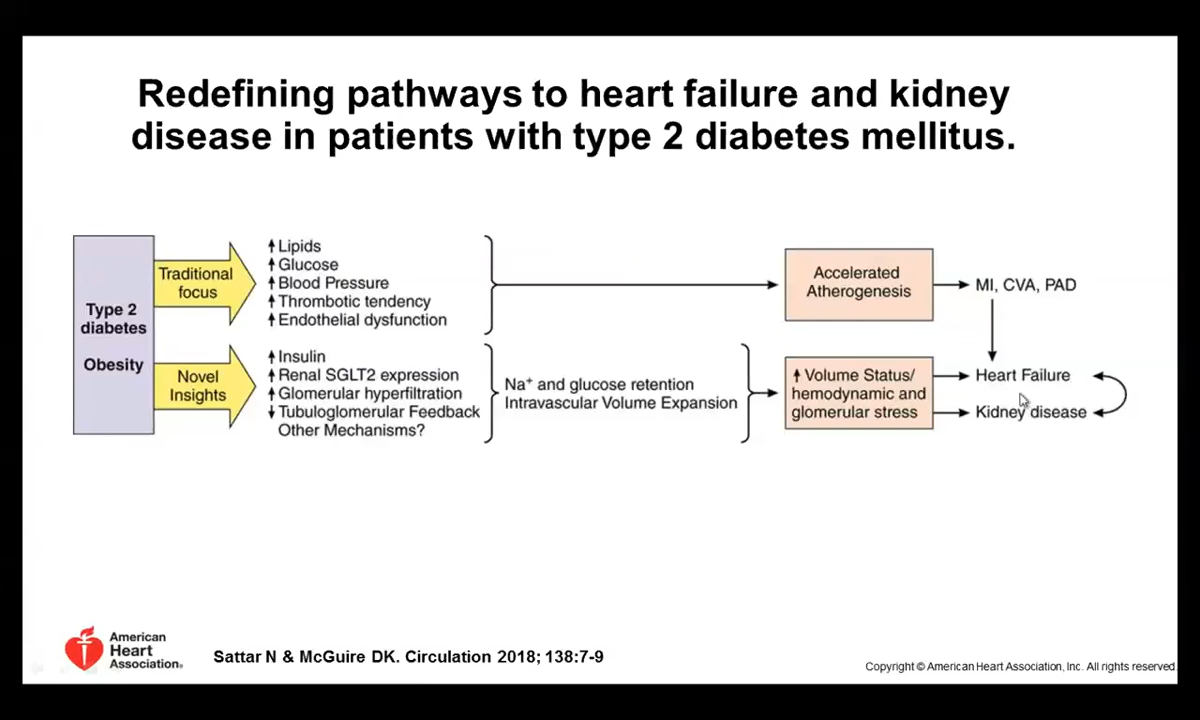 Redefining pathways to heart failure and kidney
disease in patients with type 2 diabetes mellitus.
Type 2
diabetes
Obesity
Traditional
focus
↑Lipids
↑Glucose
↑Blood Pressure
↑Thrombotic tendency
↑Endothelial dysfunction
Accelerated
Atherogenesis
MI, CVA, PAD
Novel
Insights
↑Insulin
↑Renal SGLT2 expression
↑Glomerular hyperfiltration
↓Tubuloglomerular Feedback
Other Mechanisms?
Na⁺ and glucose retention
Intravascular Volume Expansion
↑Volume Status/
hemodynamic and
glomerular stress
Heart Failure
Kidney disease
American
Heart
Association®
Sattar N & McGuire DK. Circulation 2018; 138:7-9
Copyright © American Heart Association, Inc. All rights reserved.